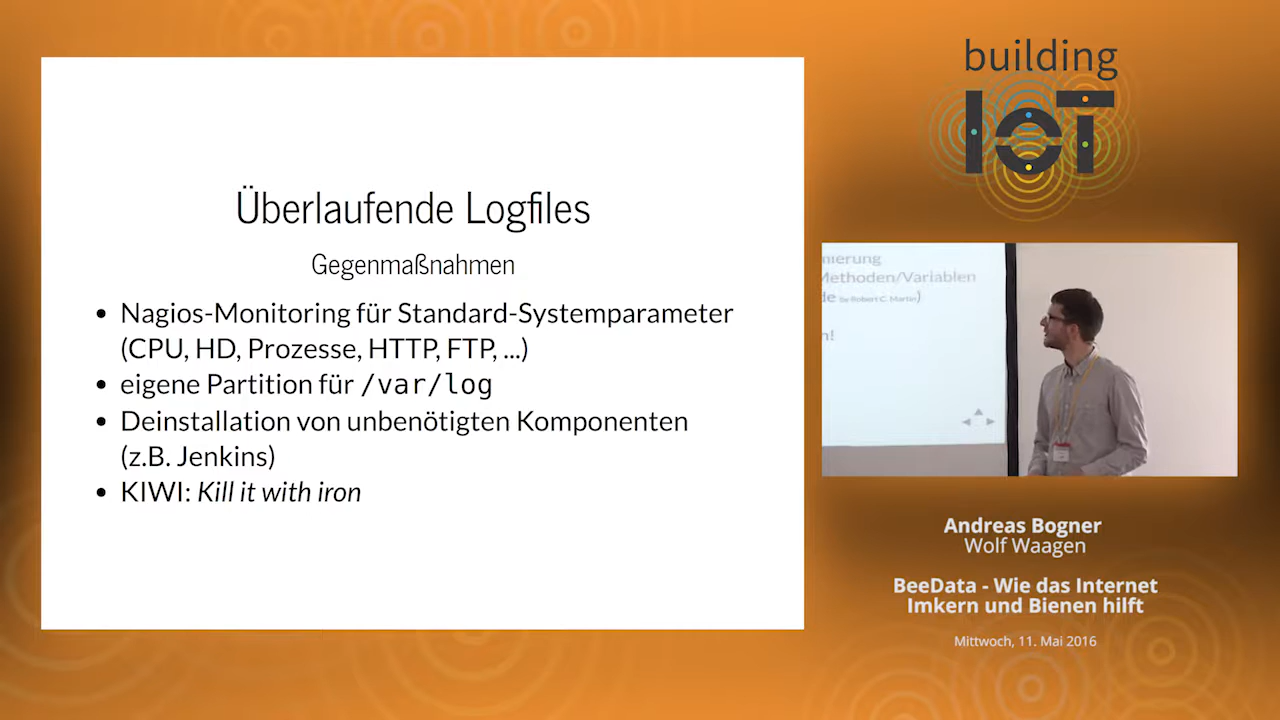 Überlaufende Logfiles
Gegenmaßnahmen
• Nagios-Monitoring für Standard-Systemparameter
(CPU, HD, Prozesse, HTTP, FTP, ...)
• eigene Partition für /var/log
• Deinstallation von unbenötigten Komponenten
(z.B. Jenkins)
• KIWI: Kill it with iron
building
IoT
mierung
Methoden/Variablen
de by Robert C. Martin)
n!
Andreas Bogner
Wolf Waagen
BeeData - Wie das Internet
Imkern und Bienen hilft
Mittwoch, 11. Mai 2016